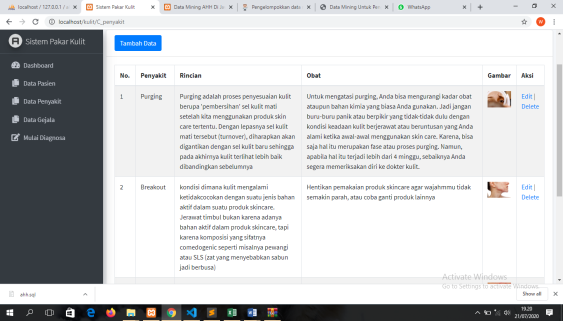 localhost / 127.0.0.1 /
Sistem Pakar Kulit
Data Mining AHH Di
Pengelompokkan data
Data Mining Untuk Pe
WhatsApp
localhost/kulit/C_penyakit
Sistem Pakar Kulit
Dashboard
Data Pasien
Data Penyakit
Data Gejala
Mulai Diagnosa
Tambah Data
No. Penyakit Rincian Obat Gambar Aksi
1 Purging
Purging adalah proses penyesuaian kulit
berupa 'pembersihan' sel kulit mati
setelah kita menggunakan produk skin
care tertentu. Dengan lepasnya sel kulit
mati tersebut (turnover), diharapkan akan
digantikan dengan sel kulit baru sehingga
pada akhirnya kulit terlihat lebih baik
dibandingkan sebelumnya
Untuk mengatasi purging, Anda bisa mengurangi kadar obat
ataupun bahan kimia yang biasa Anda gunakan. Jadi jangan
buru-buru panik atau berpikir yang tidak-tidak dulu dengan
kondisi keadaan kulit berjerawat atau beruntusan yang Anda
alami ketika awal-awal menggunakan skin care. Karena, bisa
saja hal itu merupakan fase atau proses purging. Namun,
apabila hal itu terjadi lebih dari 4 minggu, sebaiknya Anda
segera memeriksakan diri ke dokter kulit.
Edit |
Delete
2 Breakout
kondisi dimana kulit mengalami
ketidakcocokan dengan suatu jenis bahan
aktif dalam suatu produk skincare.
Jerawat timbul bukan karena adanya
bahan aktif dalam produk skincare, tapi
karena komposisi yang sifatnya
comedogenic seperti misalnya pewangi
atau SLS (zat yang menyebabkan sabun
jadi berbusa)
Hentikan pemakaian produk skincare agar wajahmmu tidak
semakin parah, atau coba ganti produk lainnya
Edit |
Delete
Activate Windows
Go to Settings to activate Windows.
ahh.sql
Show all
19.20
21/07/2020